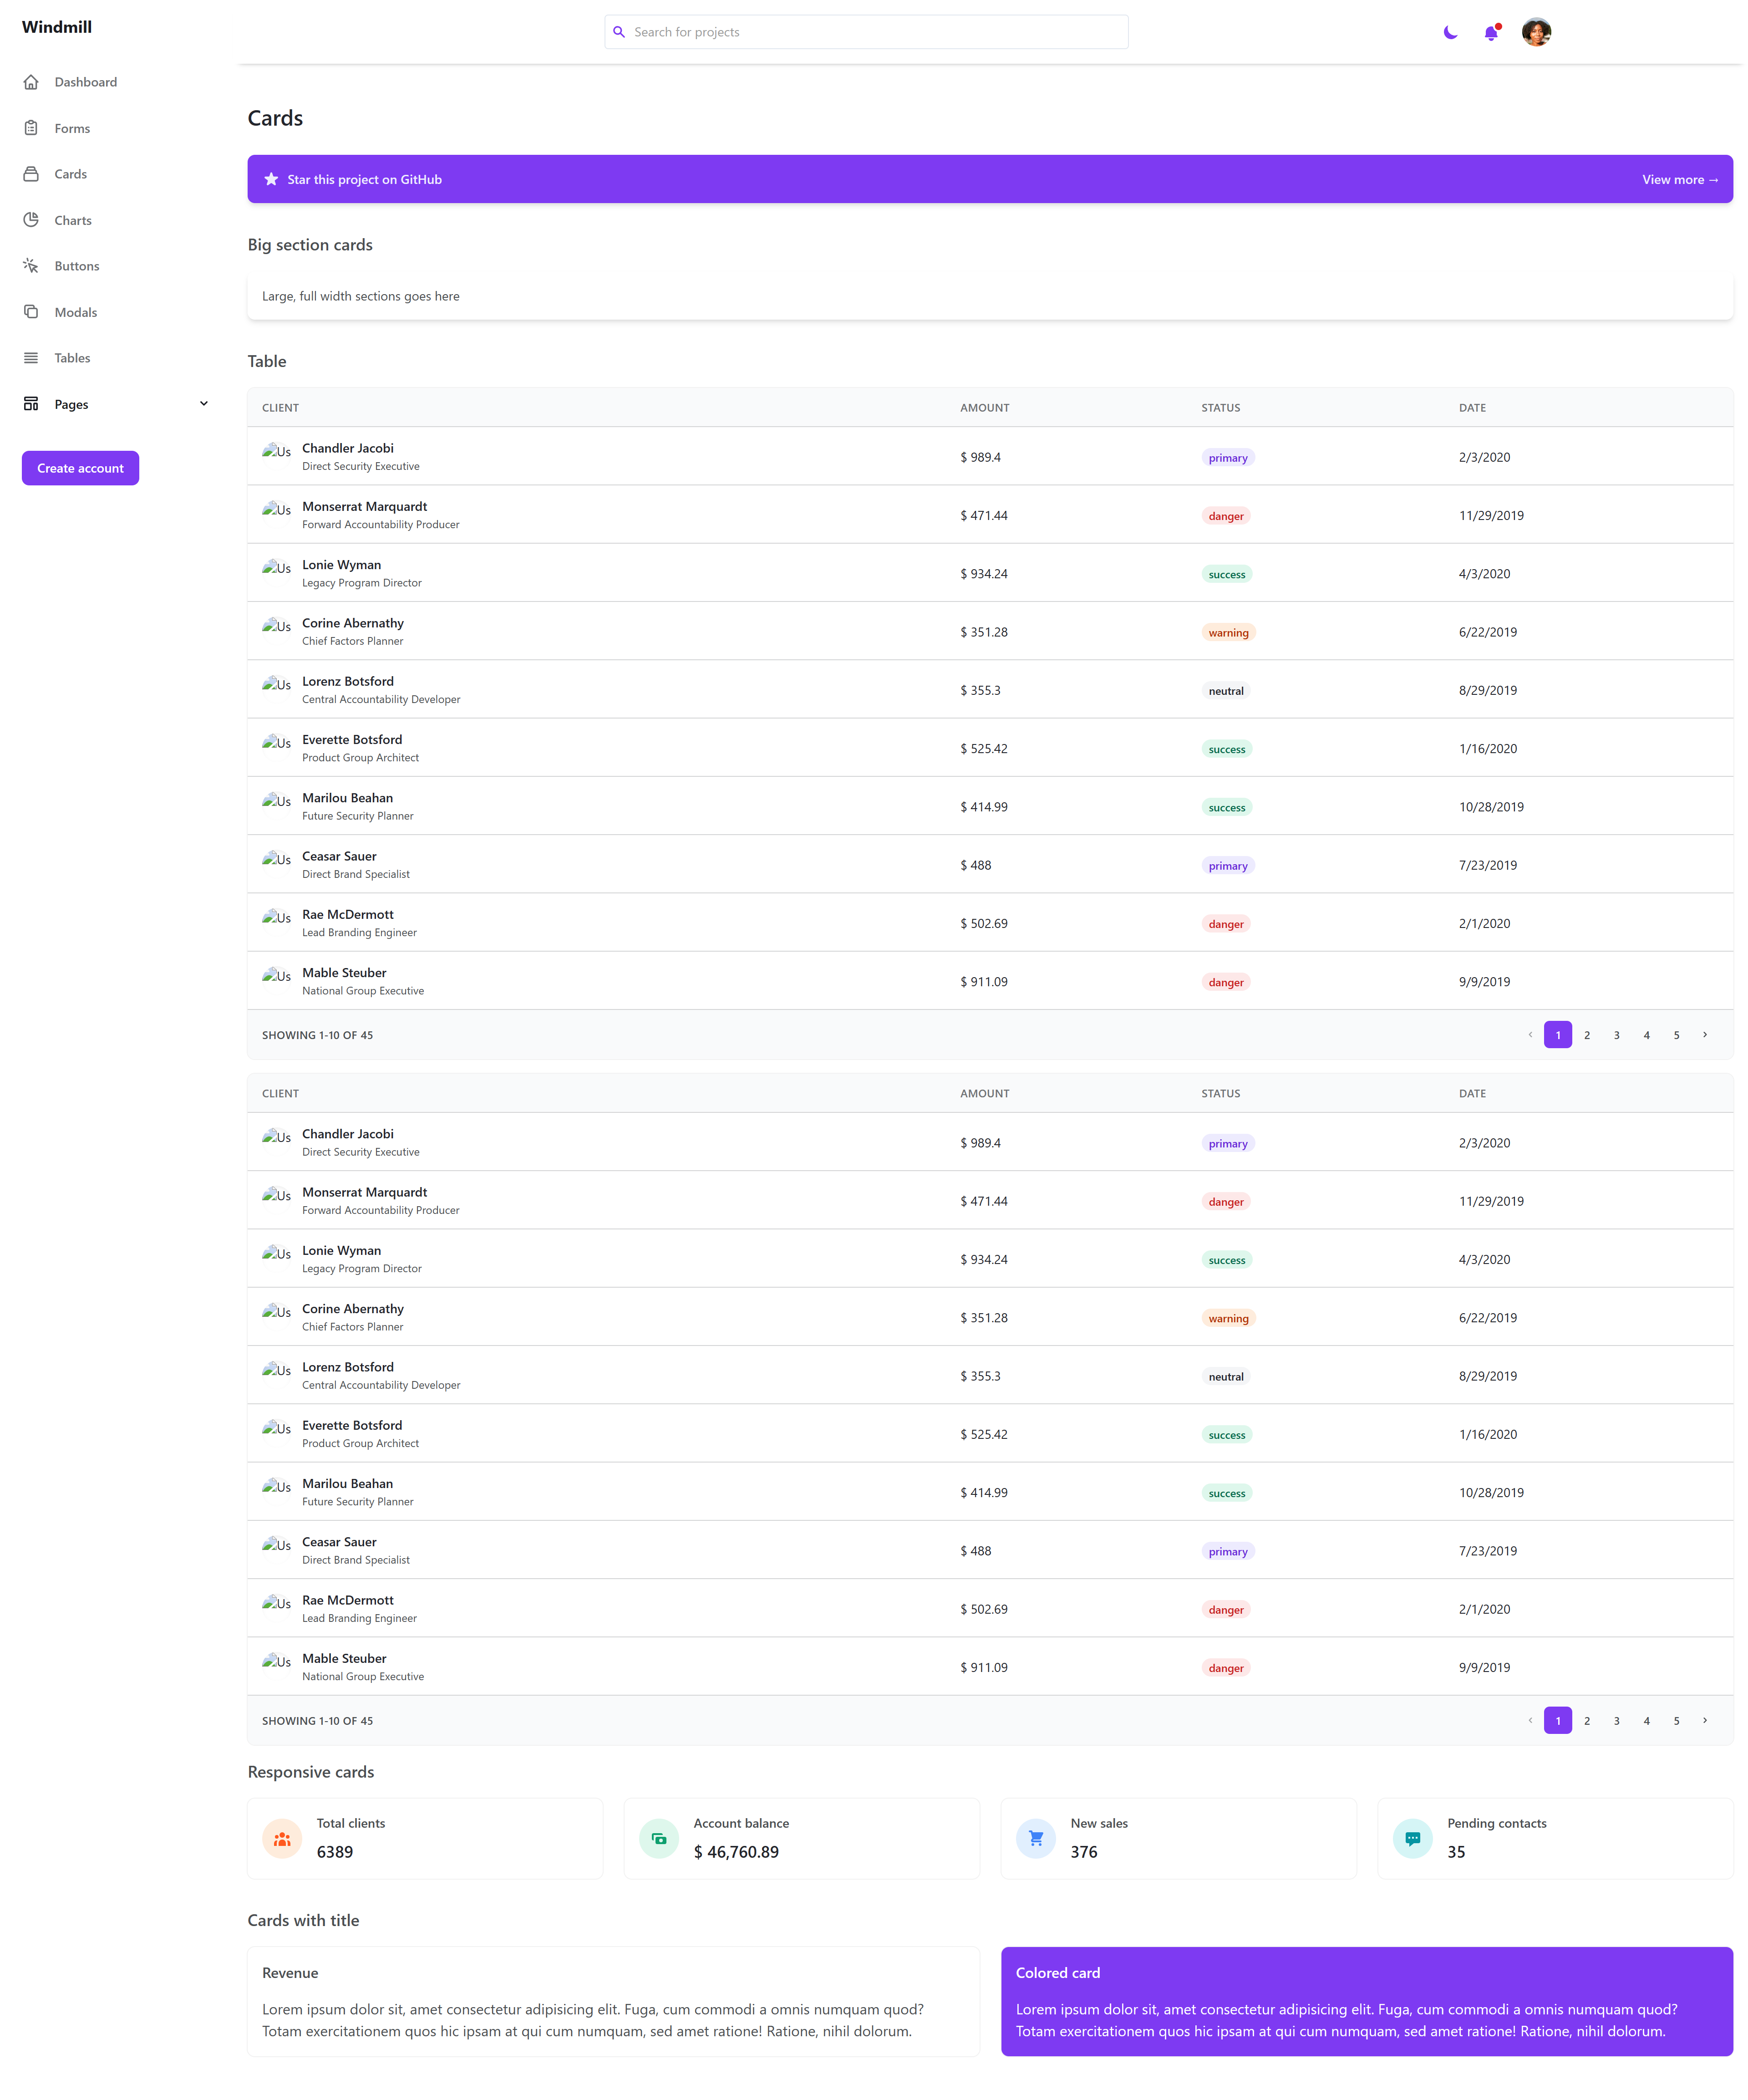 Windmill
Search for projects
Dashboard
Forms
Cards
Charts
Buttons
Modals
Tables
Pages
Create account
Cards
Star this project on GitHub View more →
Big section cards
Large, full width sections goes here
Table
CLIENT AMOUNT STATUS DATE
Us Chandler Jacobi $ 989.4 primary 2/3/2020
Direct Security Executive
Us Monserrat Marquardt $ 471.44 danger 11/29/2019
Forward Accountability Producer
Us Lonie Wyman $ 934.24 success 4/3/2020
Legacy Program Director
Us Corine Abernathy $ 351.28 warning 6/22/2019
Chief Factors Planner
Us Lorenz Botsford $ 355.3 neutral 8/29/2019
Central Accountability Developer
Us Everette Botsford $ 525.42 success 1/16/2020
Product Group Architect
Us Marilou Beahan $ 414.99 success 10/28/2019
Future Security Planner
Us Ceasar Sauer $ 488 primary 7/23/2019
Direct Brand Specialist
Us Rae McDermott $ 502.69 danger 2/1/2020
Lead Branding Engineer
Us Mable Steuber $ 911.09 danger 9/9/2019
National Group Executive
SHOWING 1-10 OF 45 1 2 3 4 5
CLIENT AMOUNT STATUS DATE
Us Chandler Jacobi $ 989.4 primary 2/3/2020
Direct Security Executive
Us Monserrat Marquardt $ 471.44 danger 11/29/2019
Forward Accountability Producer
Us Lonie Wyman $ 934.24 success 4/3/2020
Legacy Program Director
Us Corine Abernathy $ 351.28 warning 6/22/2019
Chief Factors Planner
Us Lorenz Botsford $ 355.3 neutral 8/29/2019
Central Accountability Developer
Us Everette Botsford $ 525.42 success 1/16/2020
Product Group Architect
Us Marilou Beahan $ 414.99 success 10/28/2019
Future Security Planner
Us Ceasar Sauer $ 488 primary 7/23/2019
Direct Brand Specialist
Us Rae McDermott $ 502.69 danger 2/1/2020
Lead Branding Engineer
Us Mable Steuber $ 911.09 danger 9/9/2019
National Group Executive
SHOWING 1-10 OF 45 1 2 3 4 5
Responsive cards
Total clients
6389
Account balance
$ 46,760.89
New sales
376
Pending contacts
35
Cards with title
Revenue
Lorem ipsum dolor sit, amet consectetur adipisicing elit. Fuga, cum commodi a omnis numquam quod?
Totam exercitationem quos hic ipsam at qui cum numquam, sed amet ratione! Ratione, nihil dolorum.
Colored card
Lorem ipsum dolor sit, amet consectetur adipisicing elit. Fuga, cum commodi a omnis numquam quod?
Totam exercitationem quos hic ipsam at qui cum numquam, sed amet ratione! Ratione, nihil dolorum.